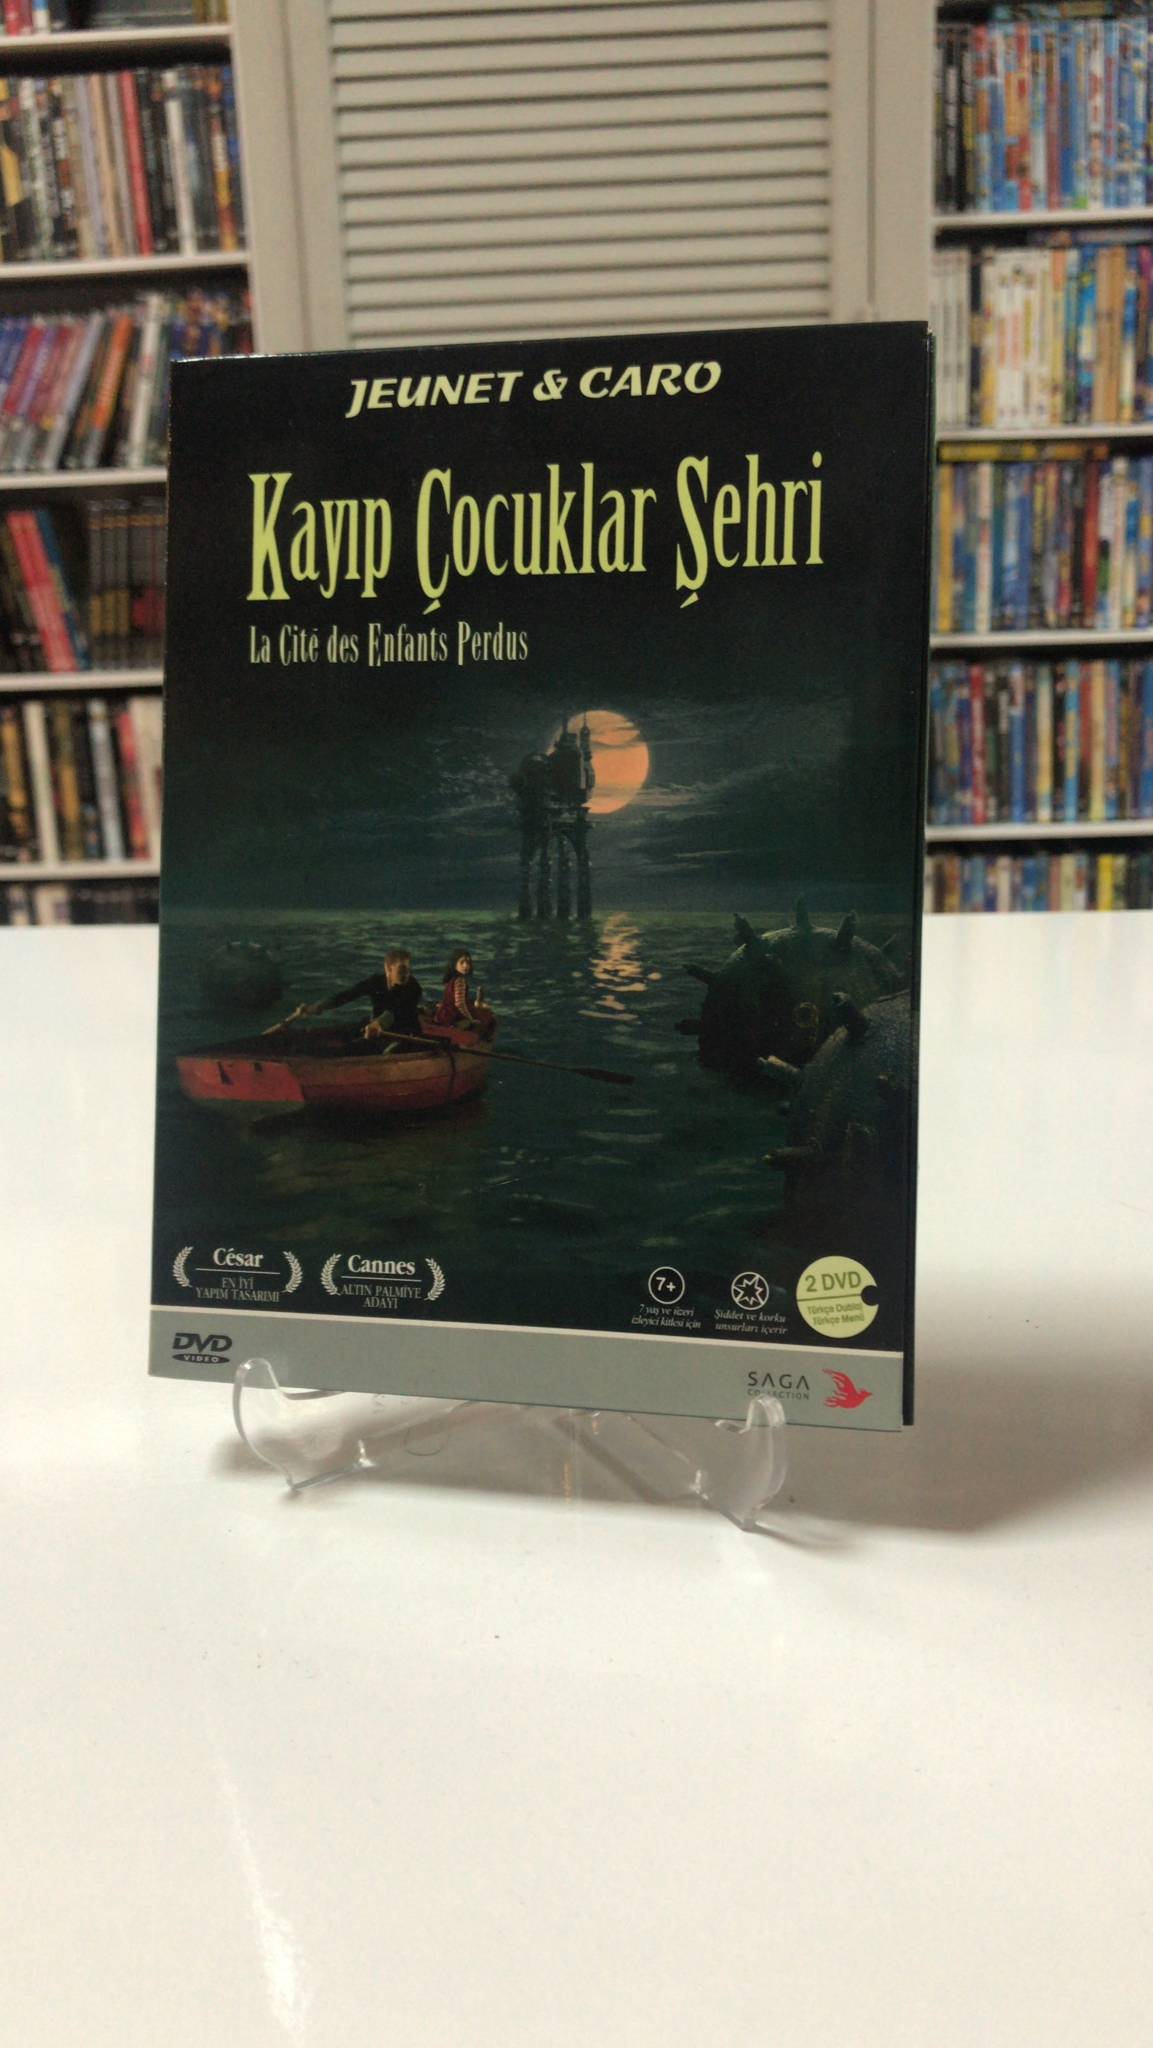 JEUNET & CARO
Kayıp Çocuklar Şehri
La Cité des Enfants Perdus
César
EN İYİ
YAPIM TASARIMI
Cannes
ALTIN PALMİYE
ADAYI
7+
7 yaş ve üzeri
izleyici kitlesi için
Şiddet ve korku
unsurları içerir
2 DVD
Türkçe Dublaj
Türkçe Menü
DVD
VIDEO
SAGA
COLLECTION